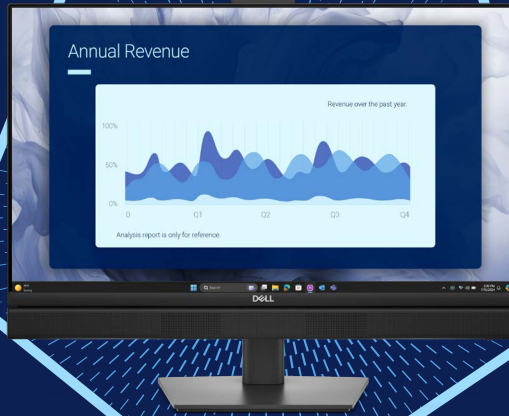 Annual Revenue
Revenue over the past year.
100%
50%
0%
0 Q1 Q2 Q3 Q4
Analysis report is only for reference.
Search
DELL